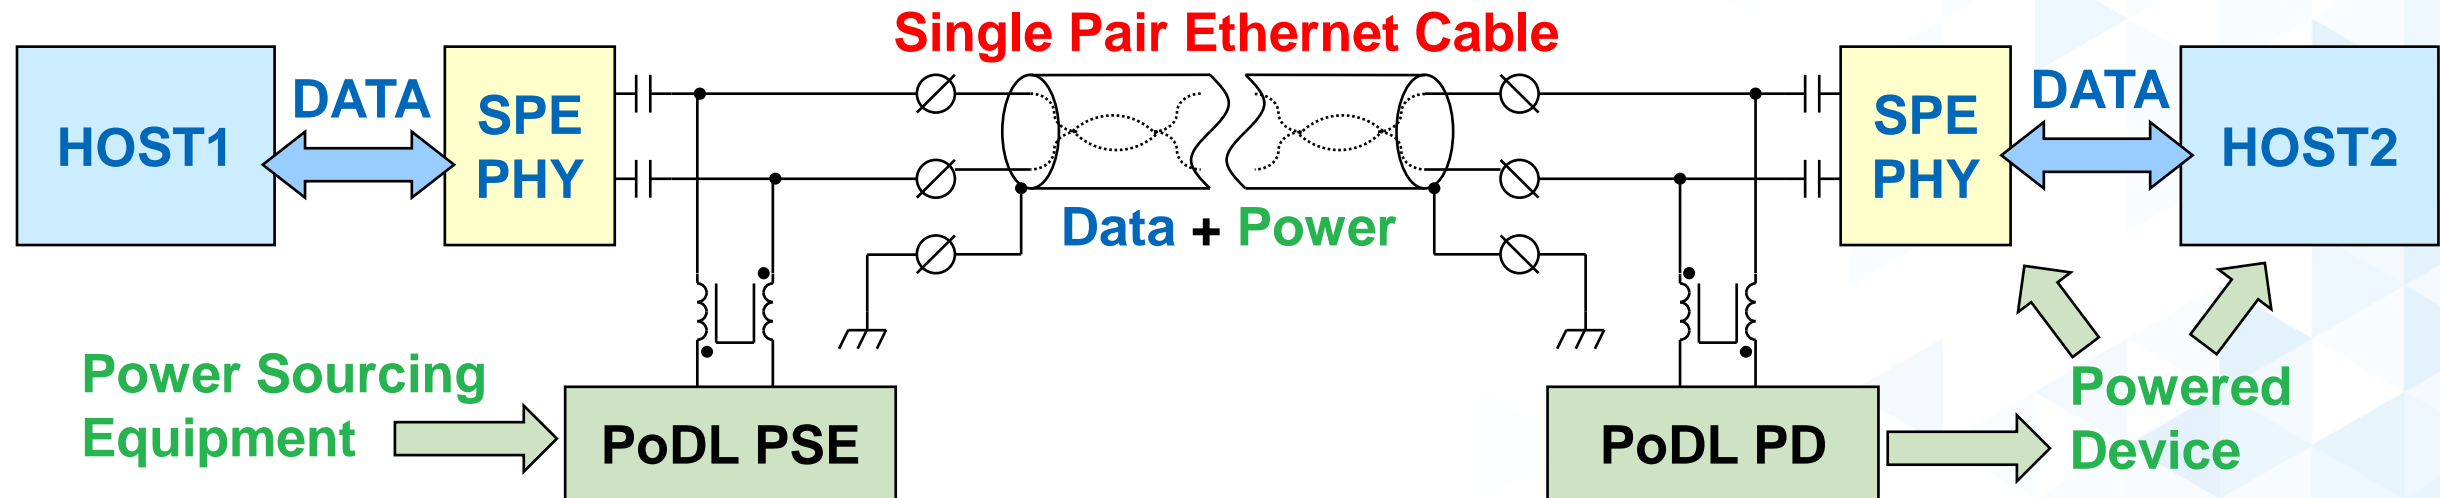 Single Pair Ethernet Cable
HOST1
DATA
SPE
PHY
Data + Power
SPE
PHY
DATA
HOST2
Power Sourcing
Equipment
PoDL PSE
PoDL PD
Powered
Device